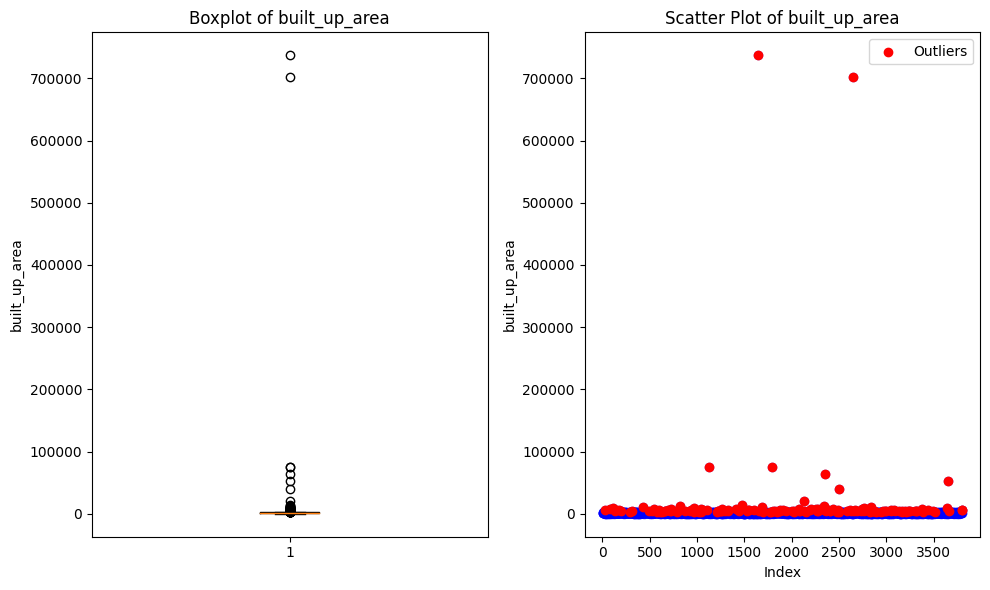 Boxplot of built_up_area
built_up_area
700000
600000
500000
400000
300000
200000
100000
0
1
Scatter Plot of built_up_area
Outliers
built_up_area
700000
600000
500000
400000
300000
200000
100000
0
0 500 1000 1500 2000 2500 3000 3500
Index